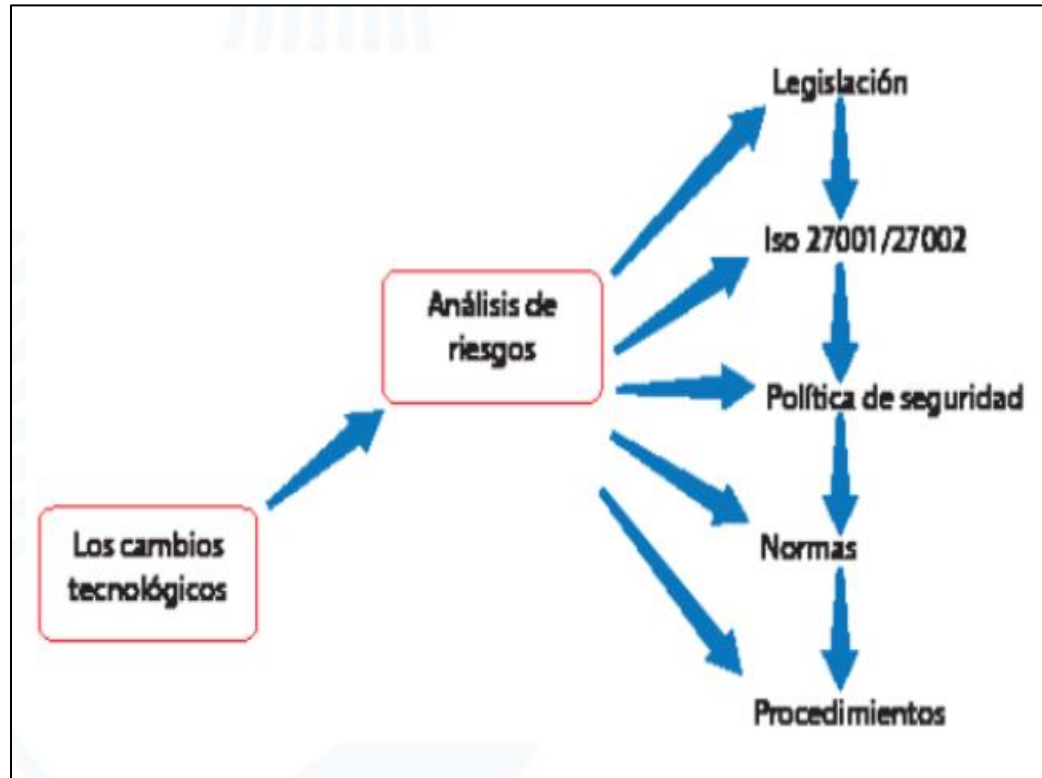 Legislación
Iso 27001/27002
Análisis de
riesgos
Política de seguridad
Los cambios
tecnológicos
Normas
Procedimientos